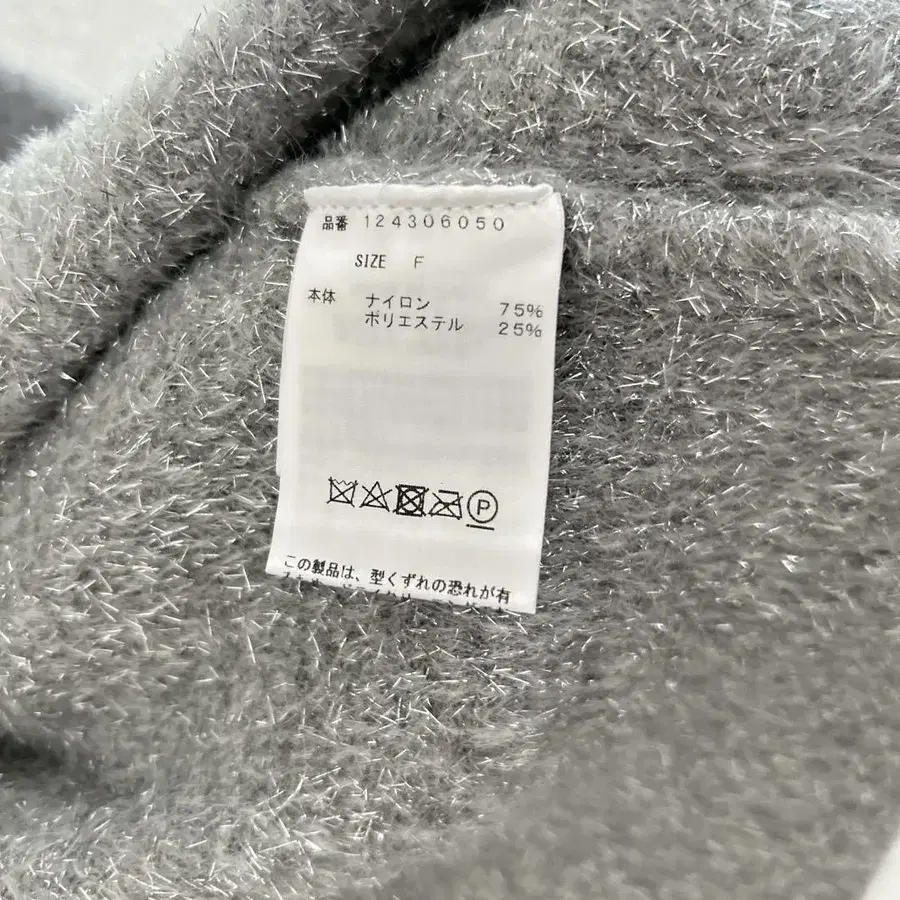 品番 124306050
SIZE F
本体 ナイロン 75%
ポリエステル 25%
P
この製品は、型くずれの恐れが有